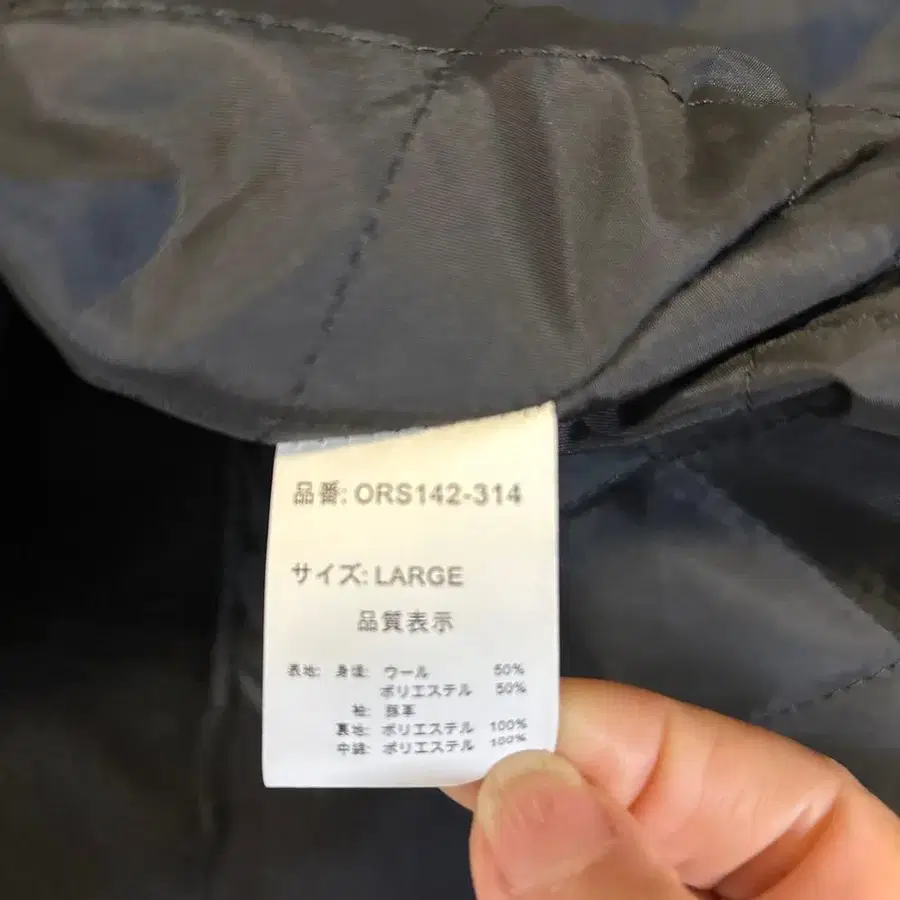 品番: ORS142-314
サイズ: LARGE
品質表示
表地: 身頃: ウール 50%
ポリエステル 50%
袖: 豚革
裏地: ポリエステル 100%
中綿: ポリエステル 100%